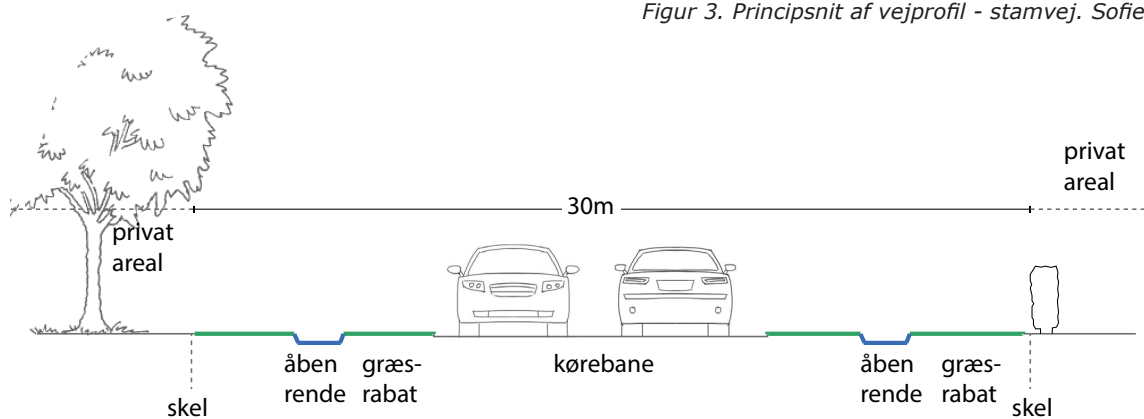 Figur 3. Principsnit af vejprofil - stamvej. Sofie
privat
areal
30m
privat
areal
åben
rende
græs-
rabat
kørebane
åben
rende
græs-
rabat
skel
skel